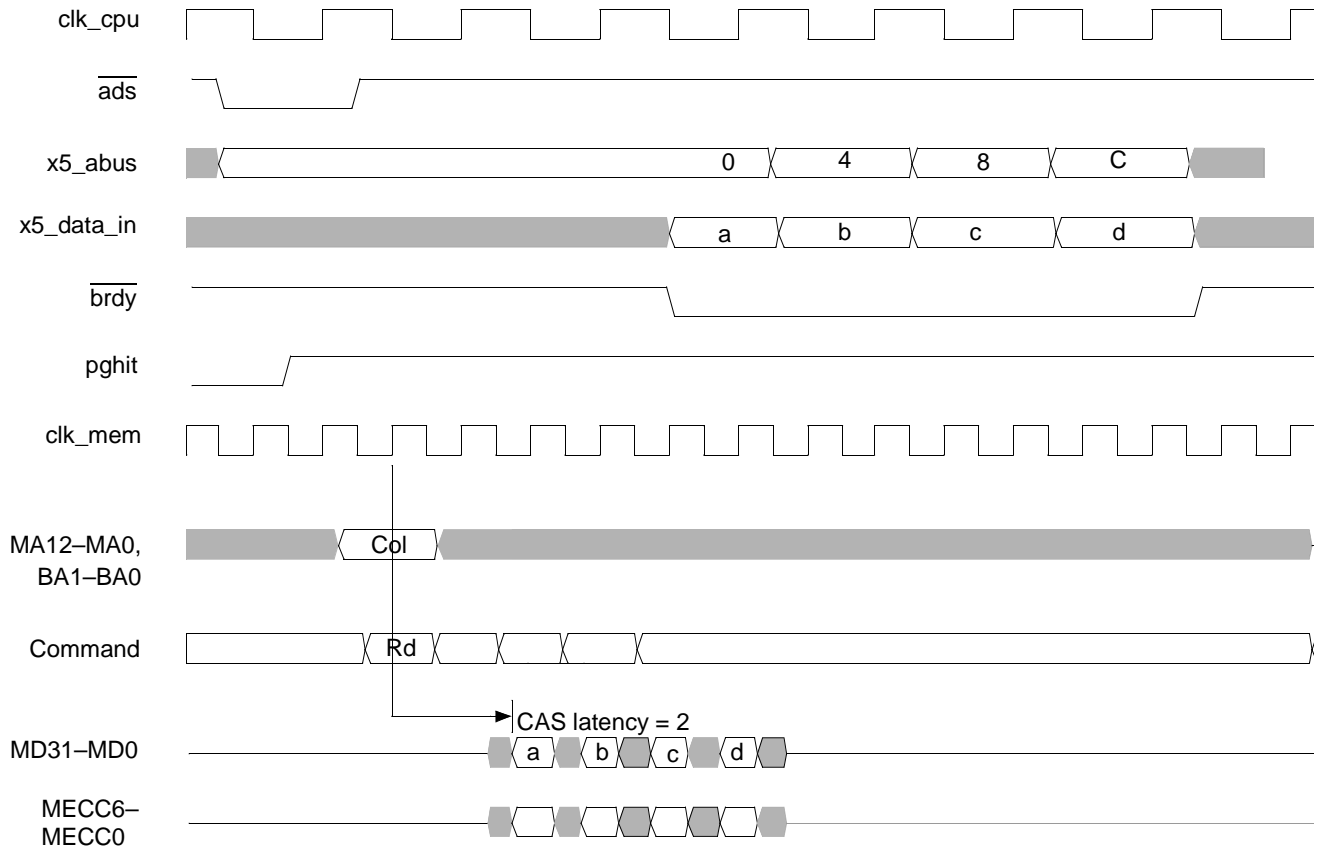 clk_cpu
ads
x5_abus
0 4 8 C
x5_data_in
a b c d
brdy
pghit
clk_mem
MA12–MA0,
BA1–BA0
Col
Command
Rd
CAS latency = 2
MD31–MD0
a b c d
MECC6–
MECC0